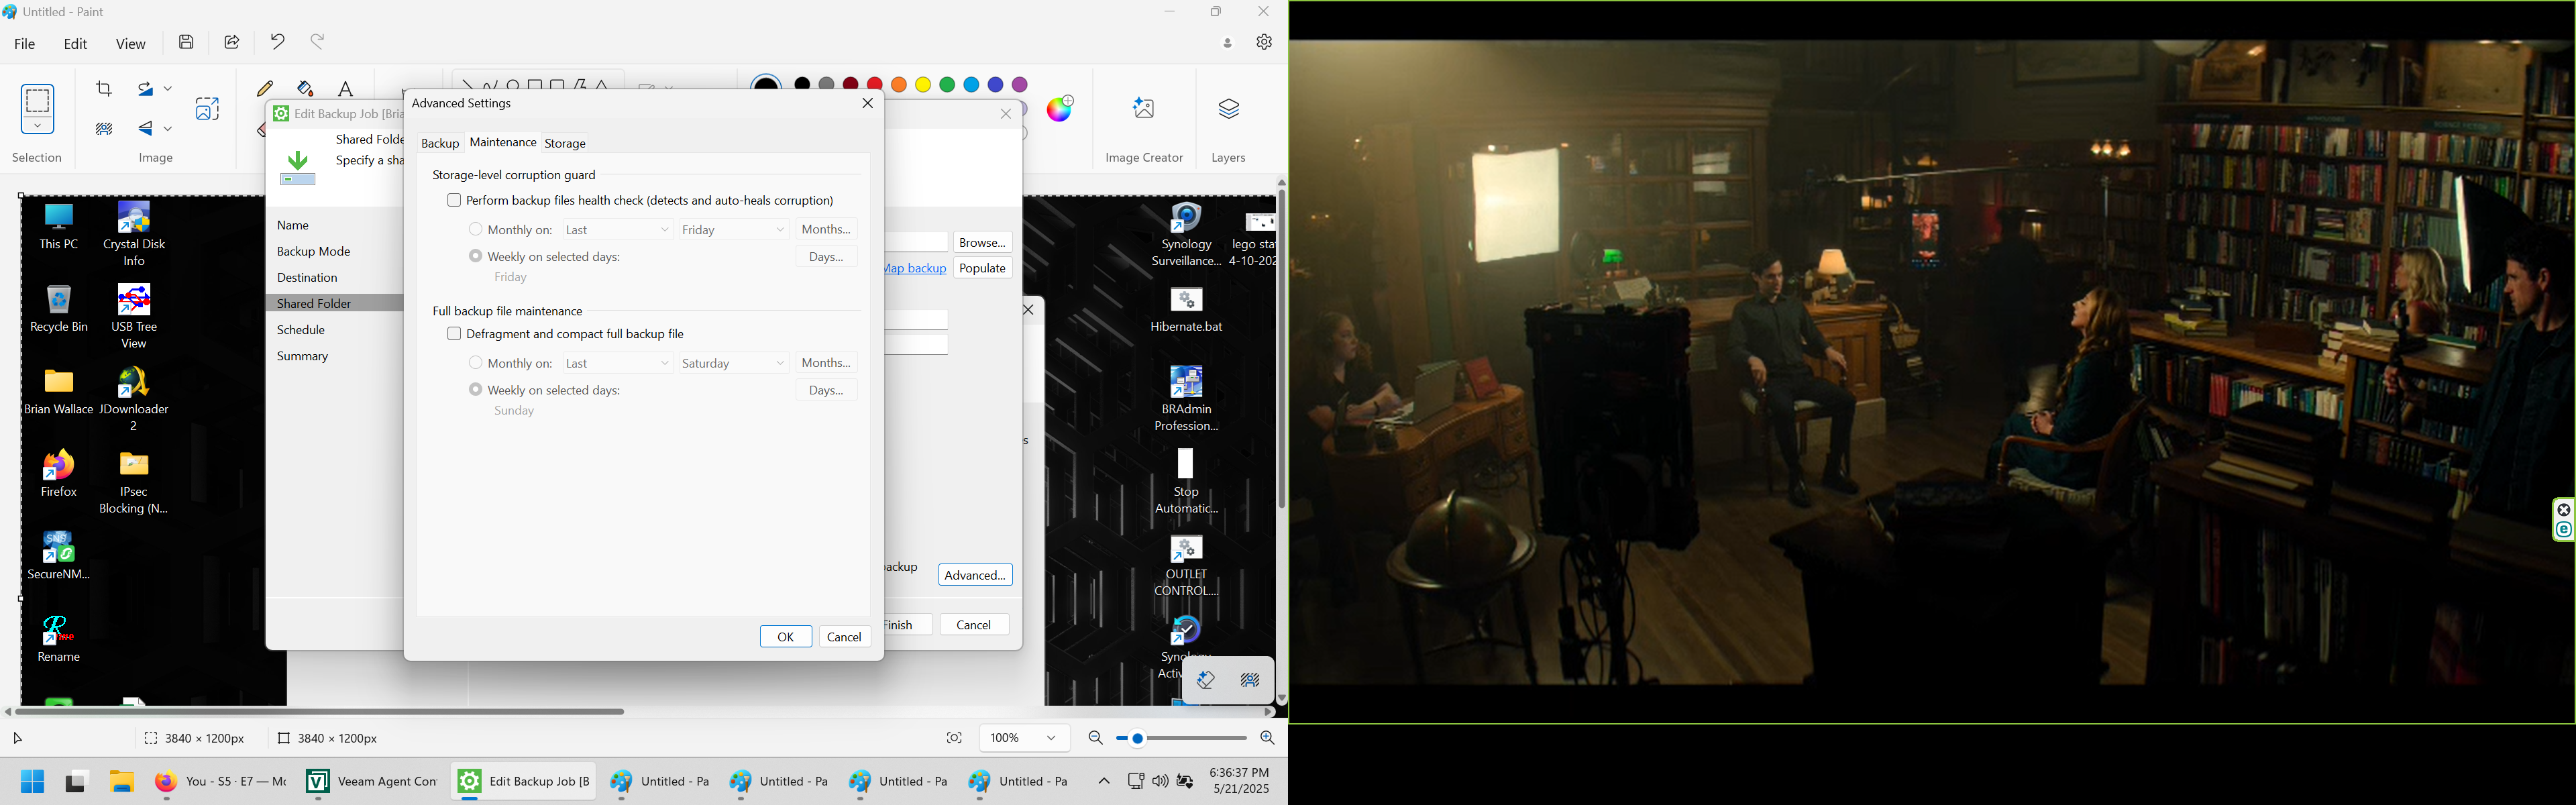 Untitled - Paint
File
Edit
View
Selection
Image
Image Creator
Layers
Edit Backup Job [Bria
Shared Folde
Specify a sha
Name
Backup Mode
Destination
Shared Folder
Schedule
Summary
Advanced Settings
Backup
Maintenance
Storage
Storage-level corruption guard
Perform backup files health check (detects and auto-heals corruption)
Monthly on:
Last
Friday
Months...
Weekly on selected days:
Days...
Friday
Full backup file maintenance
Defragment and compact full backup file
Monthly on:
Last
Saturday
Months...
Weekly on selected days:
Days...
Sunday
OK
Cancel
Browse...
Map backup
Populate
s
backup
Advanced...
Finish
Cancel
This PC
Crystal Disk
Info
Recycle Bin
USB Tree
View
Brian Wallace
JDownloader
2
Firefox
IPsec
Blocking (N...
SecureNM...
Rename
Synology
Surveillance...
lego sta
4-10-202
Hibernate.bat
BRAdmin
Profession...
Stop
Automatic...
OUTLET
CONTROL....
Synology
Activ
3840 × 1200px
3840 × 1200px
100%
You - S5 · E7 — Mo
Veeam Agent Con
Edit Backup Job [B
Untitled - Pa
Untitled - Pa
Untitled - Pa
Untitled - Pa
6:36:37 PM
5/21/2025